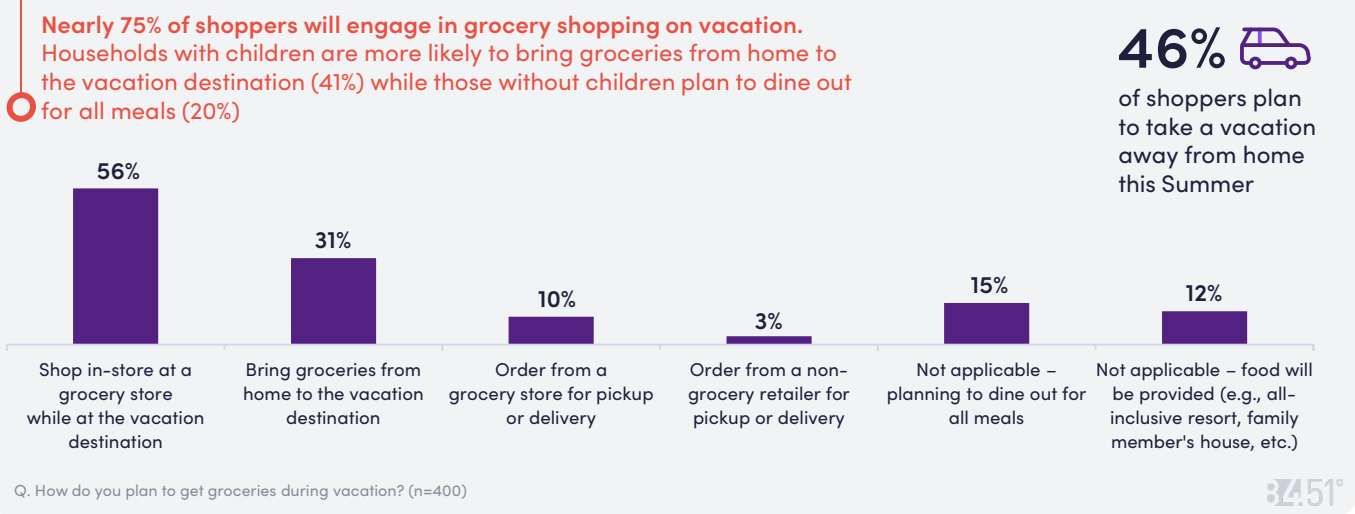 Nearly 75% of shoppers will engage in grocery shopping on vacation.
Households with children are more likely to bring groceries from home to
the vacation destination (41%) while those without children plan to dine out
for all meals (20%)
46%
of shoppers plan
to take a vacation
away from home
this Summer
56%
31%
10%
3%
15%
12%
Shop in-store at a
grocery store
while at the vacation
destination
Bring groceries from
home to the vacation
destination
Order from a
grocery store for pickup
or delivery
Order from a non-
grocery retailer for
pickup or delivery
Not applicable –
planning to dine out for
all meals
Not applicable – food will
be provided (e.g., all-
inclusive resort, family
member's house, etc.)
Q. How do you plan to get groceries during vacation? (n=400)
84.51°